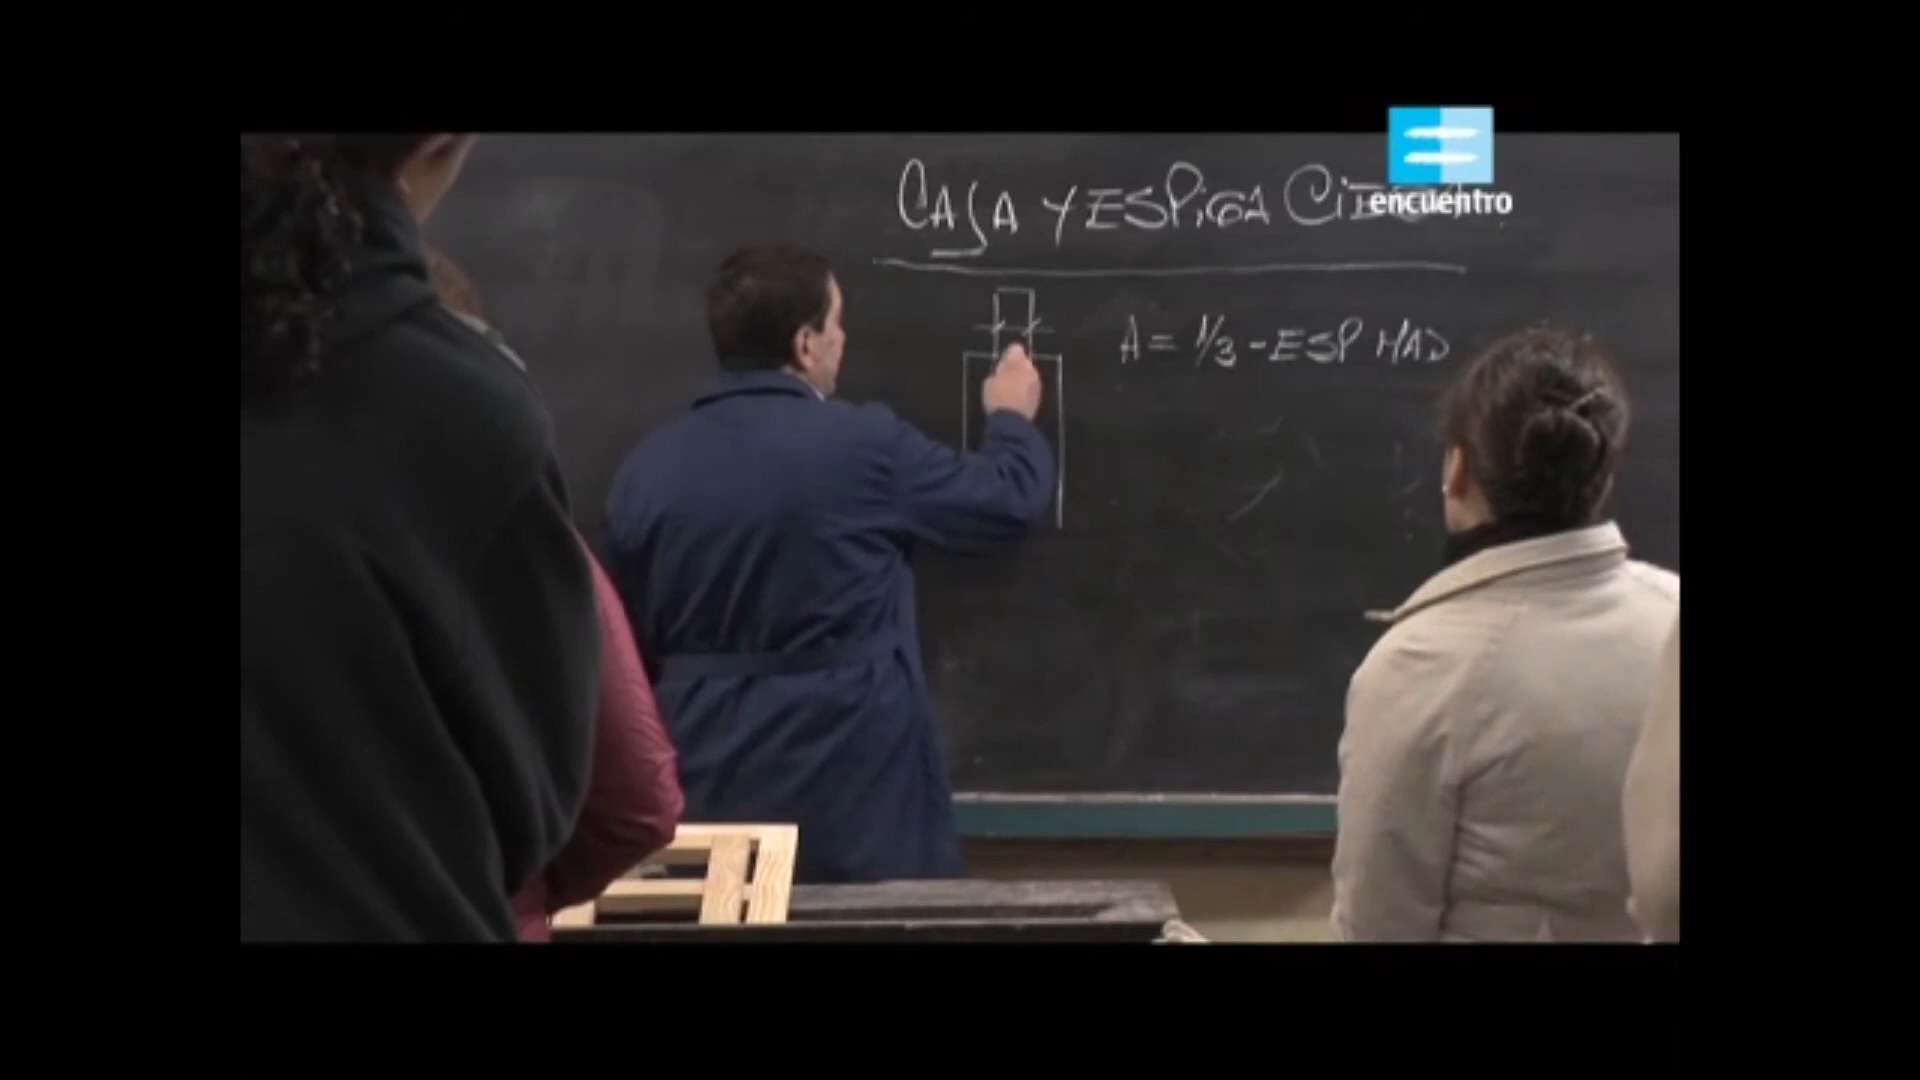 CAJA Y ESPIGA
encuentro
A = 1/3 - ESP MAD